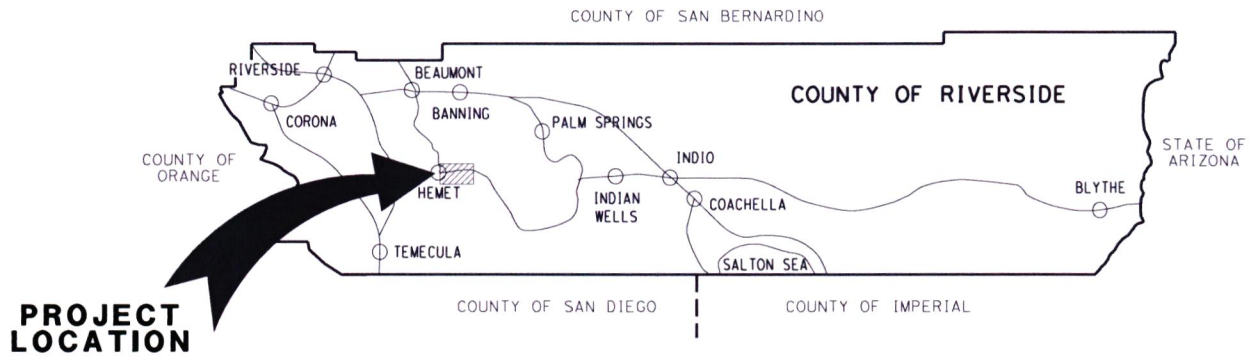 COUNTY OF SAN BERNARDINO
RIVERSIDE
BEAUMONT
COUNTY OF RIVERSIDE
BANNING
CORONA
PALM SPRINGS
COUNTY OF
ORANGE
STATE OF
ARIZONA
INDIO
HEMET
BLYTHE
INDIAN
WELLS
COACHELLA
TEMECULA
SALTON SEA
COUNTY OF SAN DIEGO
COUNTY OF IMPERIAL
PROJECT
LOCATION